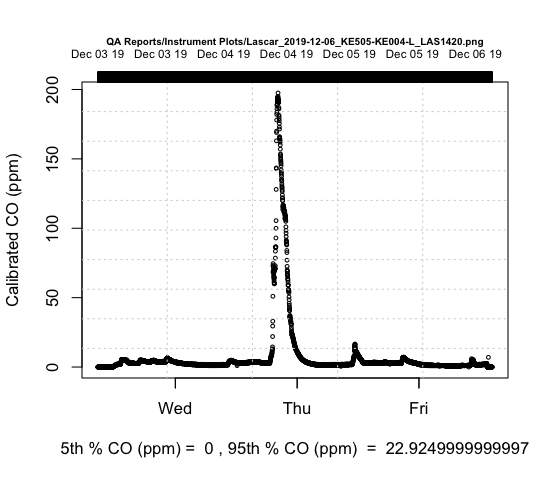 QA Reports/Instrument Plots/Lascar_2019-12-06_KE505-KE004-L_LAS1420.png
Dec 03 19 Dec 03 19 Dec 04 19 Dec 04 19 Dec 05 19 Dec 05 19 Dec 06 19
200
150
100
50
0
Calibrated CO (ppm)
Wed Thu Fri
5th % CO (ppm) = 0 , 95th % CO (ppm) = 22.9249999999997